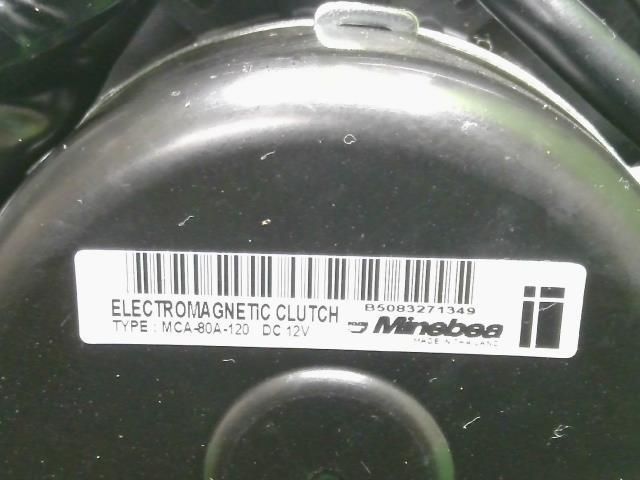 B5083271349
ELECTROMAGNETIC CLUTCH
TYPE : MCA-80A-120 DC 12V
Minebea
MADE IN THAILAND